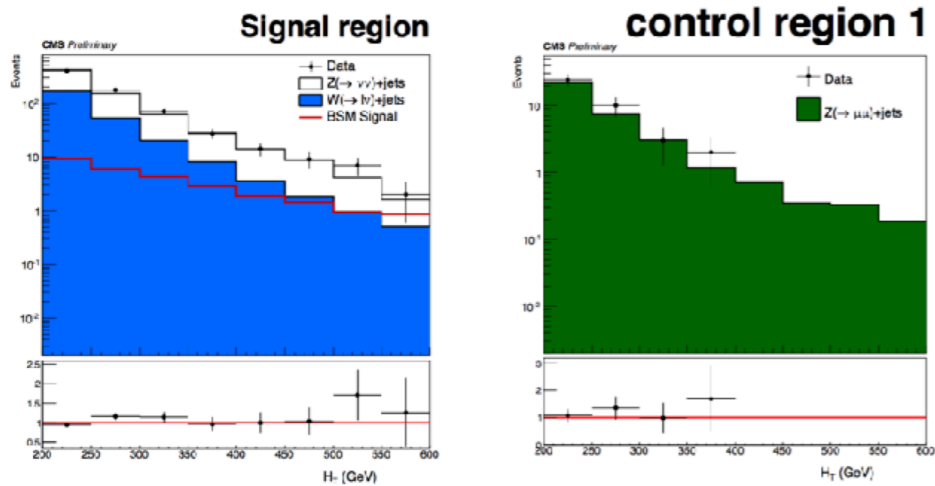 Signal region
CMS Preliminary
Events
Data
Z(→ νν)+jets
W(→ lν)+jets
BSM Signal
10²
10
1
10⁻¹
10⁻²
2.5
2
1.5
1
0.5
200 250 300 350 400 450 500 550 600
H_T (GeV)
control region 1
CMS Preliminary
Events
Data
Z(→ μμ)+jets
10
1
10⁻¹
3
2
1
0
200 250 300 350 400 450 500 550 600
H_T (GeV)